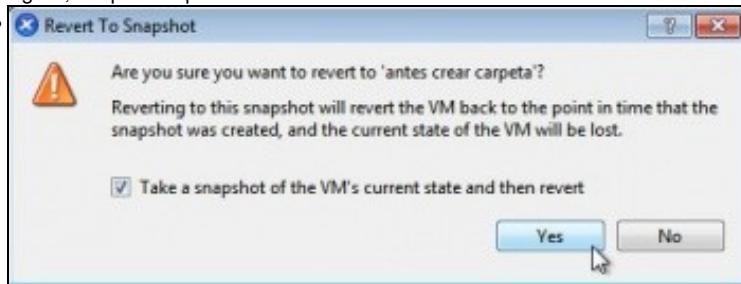 Revert To Snapshot
Are you sure you want to revert to 'antes crear carpeta'?
Reverting to this snapshot will revert the VM back to the point in time that the
snapshot was created, and the current state of the VM will be lost.
Take a snapshot of the VM's current state and then revert
Yes No